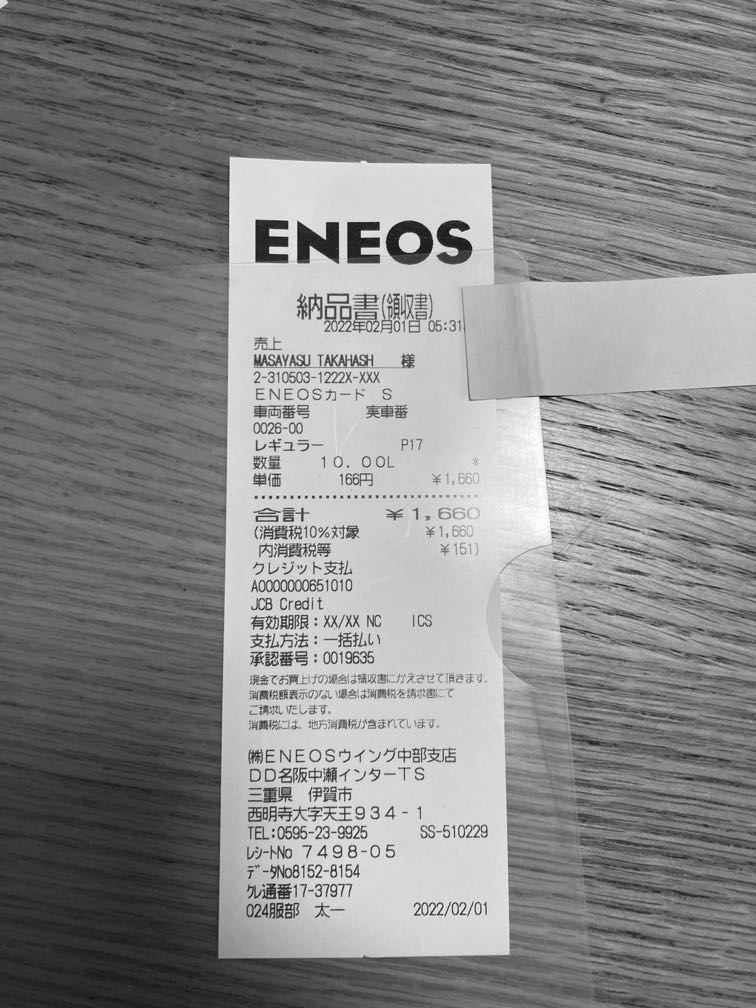 ENEOS
納品書(領収書)
2022年02月01日 05:31
売上
MASAYASU TAKAHASH 様
2-310503-1222X-XXX
ENEOSカード S
車両番号 実車番
0026-00
レギュラー P17
数量 10.00L *
単価 166円 ¥1,660
合計 ¥1,660
(消費税10%対象 ¥1,660
内消費税等 ¥151)
クレジット支払
A0000000651010
JCB Credit
有効期限:XX/XX NC ICS
支払方法:一括払い
承認番号:0019635
現金でお買上げの場合は領収書にかえさせて頂きます。
消費税額表示のない場合は消費税を請求書にて
ご請求いたします。
消費税には、地方消費税が含まれています。
㈱ENEOSウイング中部支店
DD名阪中瀬インターTS
三重県 伊賀市
西明寺大字天王934-1
TEL:0595-23-9925 SS-510229
レシートNo 7498-05
データNo8152-8154
クレ通番17-37977
024服部 太一 2022/02/01